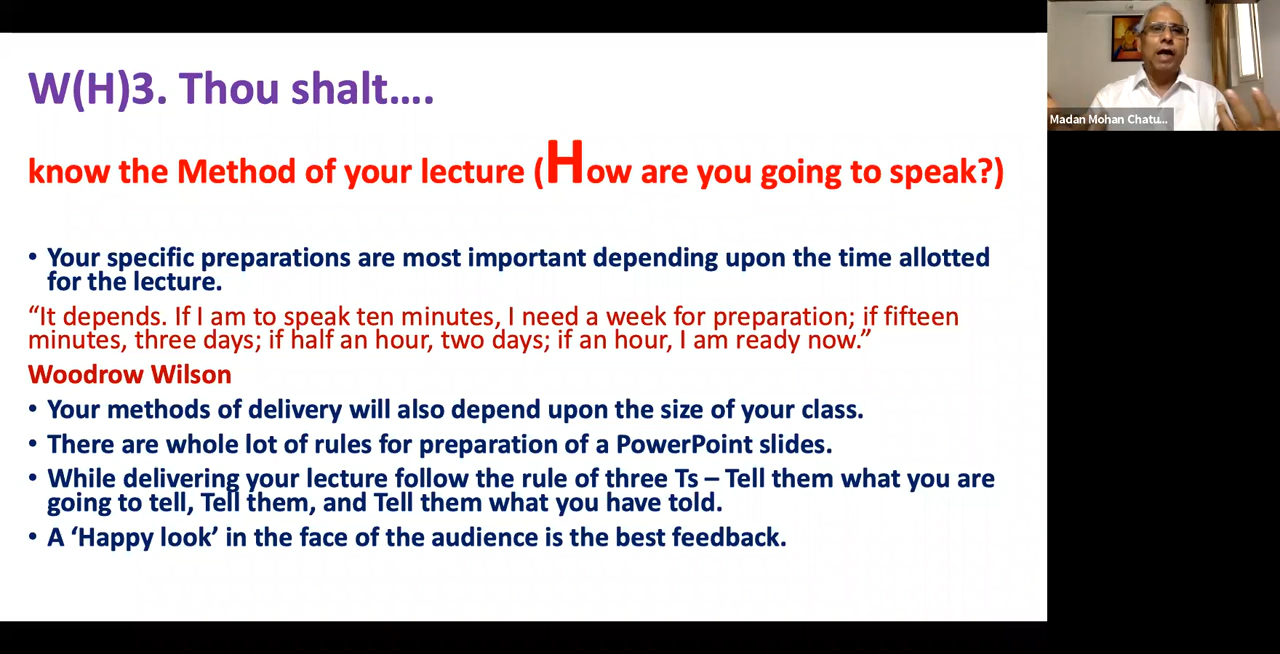 W(H)3. Thou shalt....
know the Method of your lecture (How are you going to speak?)
• Your specific preparations are most important depending upon the time allotted
for the lecture.
“It depends. If I am to speak ten minutes, I need a week for preparation; if fifteen
minutes, three days; if half an hour, two days; if an hour, I am ready now.”
Woodrow Wilson
• Your methods of delivery will also depend upon the size of your class.
• There are whole lot of rules for preparation of a PowerPoint slides.
• While delivering your lecture follow the rule of three Ts – Tell them what you are
going to tell, Tell them, and Tell them what you have told.
• A ‘Happy look’ in the face of the audience is the best feedback.
Madan Mohan Chatu...